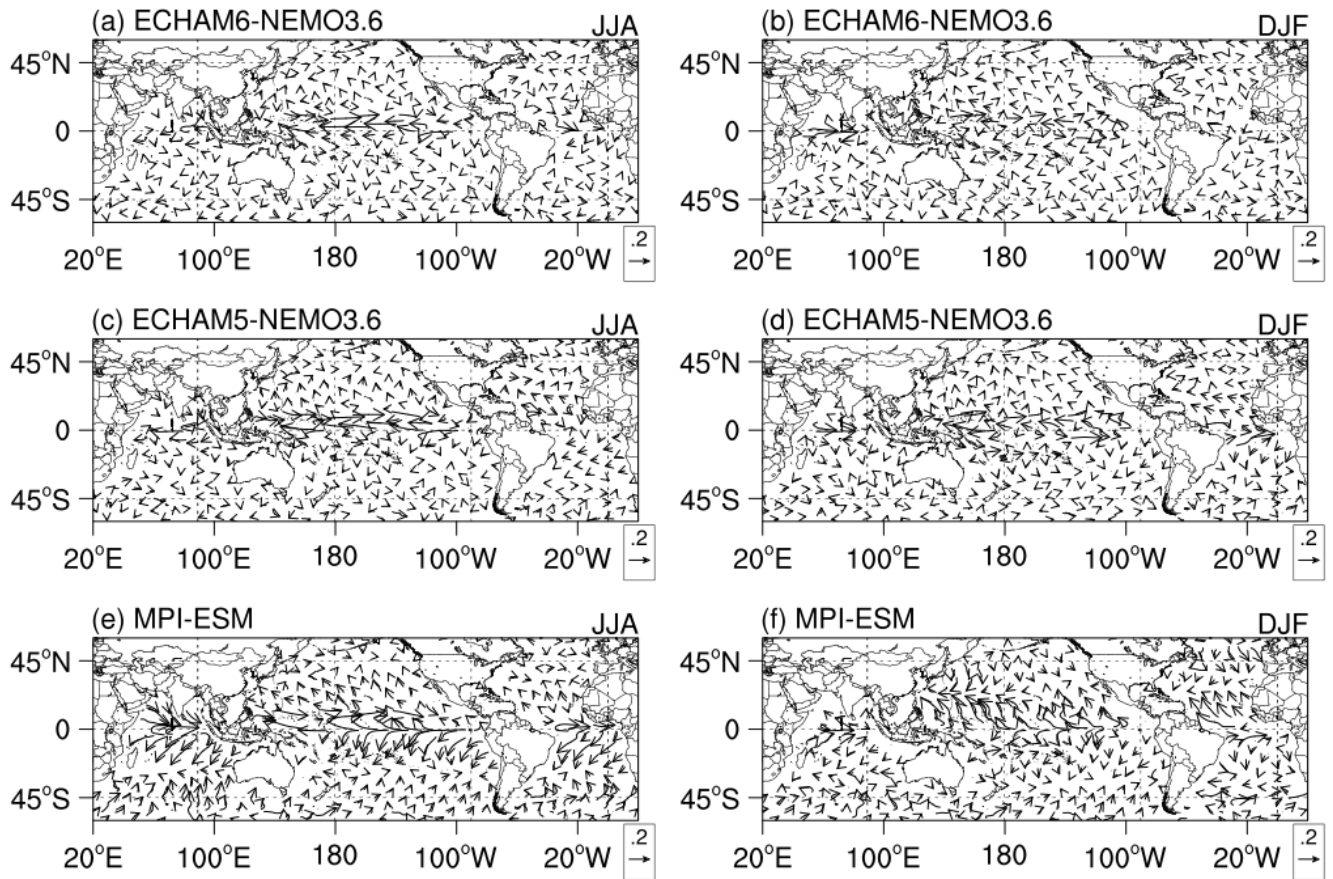 (a) ECHAM6-NEMO3.6 JJA
(b) ECHAM6-NEMO3.6 DJF
45°N
0
45°S
20°E 100°E 180 100°W 20°W
.2
45°N
0
45°S
20°E 100°E 180 100°W 20°W
.2
(c) ECHAM5-NEMO3.6 JJA
(d) ECHAM5-NEMO3.6 DJF
45°N
0
45°S
20°E 100°E 180 100°W 20°W
.2
45°N
0
45°S
20°E 100°E 180 100°W 20°W
.2
(e) MPI-ESM JJA
(f) MPI-ESM DJF
45°N
0
45°S
20°E 100°E 180 100°W 20°W
.2
45°N
0
45°S
20°E 100°E 180 100°W 20°W
.2